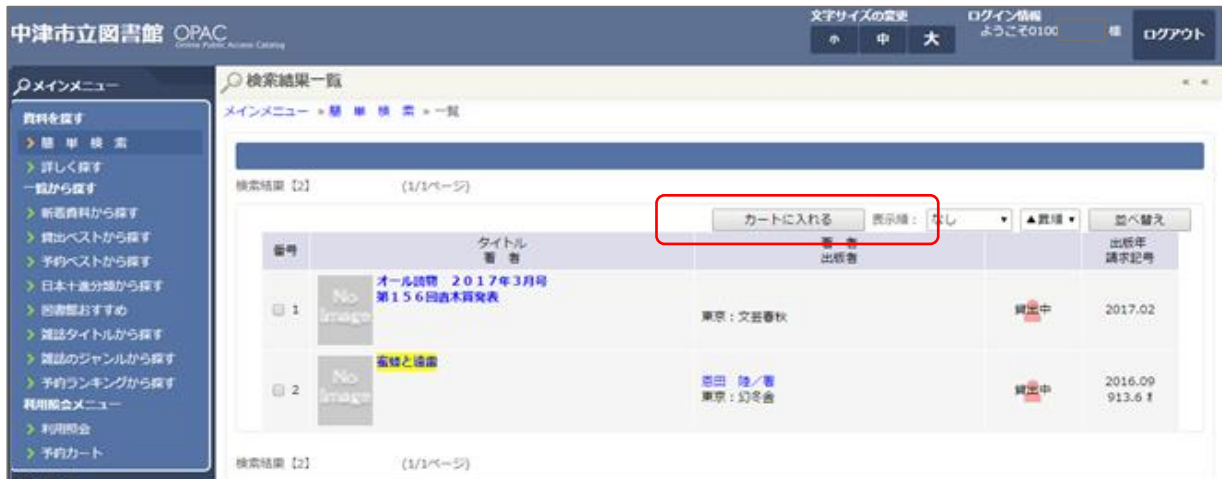 中津市立図書館 OPAC
Online Public Access Catalog
文字サイズの変更
小 中 大
ログイン情報
ようこそ0100 様
ログアウト
メインメニュー
資料を探す
簡 単 検 索
詳しく探す
一覧から探す
新着資料から探す
貸出ベストから探す
予約ベストから探す
日本十進分類から探す
図書館おすすめ
雑誌タイトルから探す
雑誌のジャンルから探す
予約ランキングから探す
利用照会メニュー
利用照会
予約カート
検索結果一覧
メインメニュー » 簡 単 検 索 » 一覧
検索結果【2】 (1/1ページ)
カートに入れる 表示順： なし ▼ ▲昇順 ▼ 並べ替え
番号 タイトル 著 者 出版年
著 者 出版者 請求記号
1 No Image オール読物 2017年3月号
第156回直木賞発表
東京：文芸春秋 貸出中 2017.02
2 No Image 蜜蜂と遠雷
恩田 陸／著
東京：幻冬舎 貸出中 2016.09
913.6
検索結果【2】 (1/1ページ)